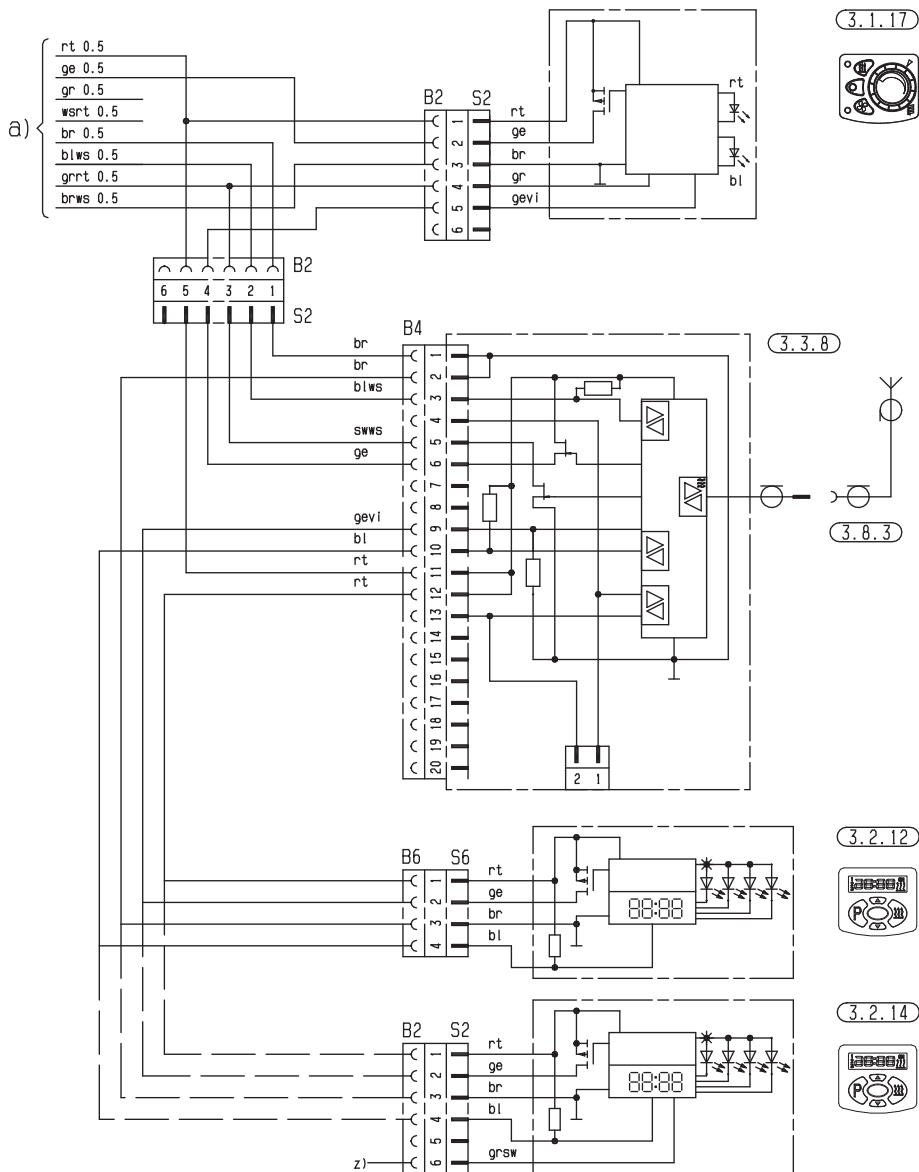 3.1.17
a)
rt 0.5
ge 0.5
gr 0.5
wsrt 0.5
br 0.5
blws 0.5
grrt 0.5
brws 0.5
B2 S2
1
2
3
4
5
6
rt
ge
br
gr
gevi
rt
bl
B2
6 5 4 3 2 1
S2
B4
br
br
blws
swws
ge
gevi
bl
rt
rt
1
2
3
4
5
6
7
8
9
10
11
12
13
14
15
16
17
18
19
20
2 1
3.3.8
3.8.3
3.2.12
B6 S6
1
2
3
4
rt
ge
br
bl
88:88
P
3.2.14
B2 S2
1
2
3
4
5
6
rt
ge
br
bl
grsw
z)
88:88
P